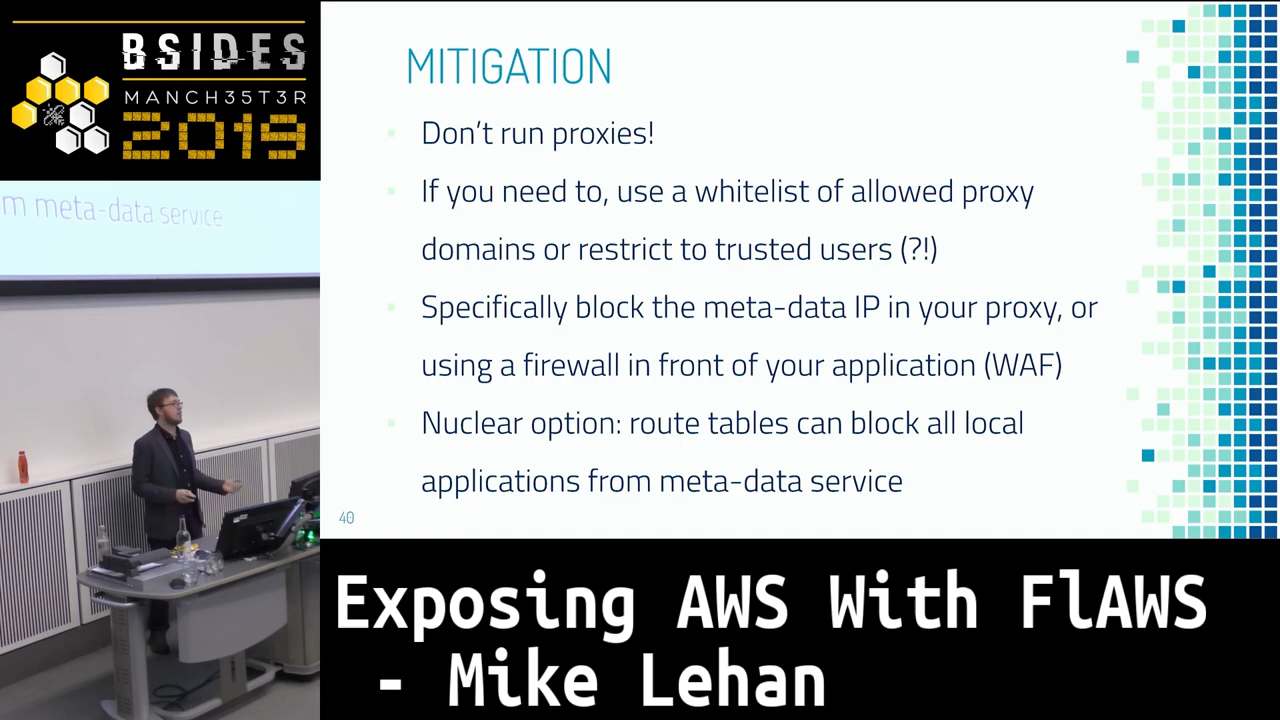 BSIDES
MANCH35T3R
2019
m meta-data service
MITIGATION
Don’t run proxies!
If you need to, use a whitelist of allowed proxy
domains or restrict to trusted users (?!)
Specifically block the meta-data IP in your proxy, or
using a firewall in front of your application (WAF)
Nuclear option: route tables can block all local
applications from meta-data service
40
Exposing AWS With FlAWS
- Mike Lehan